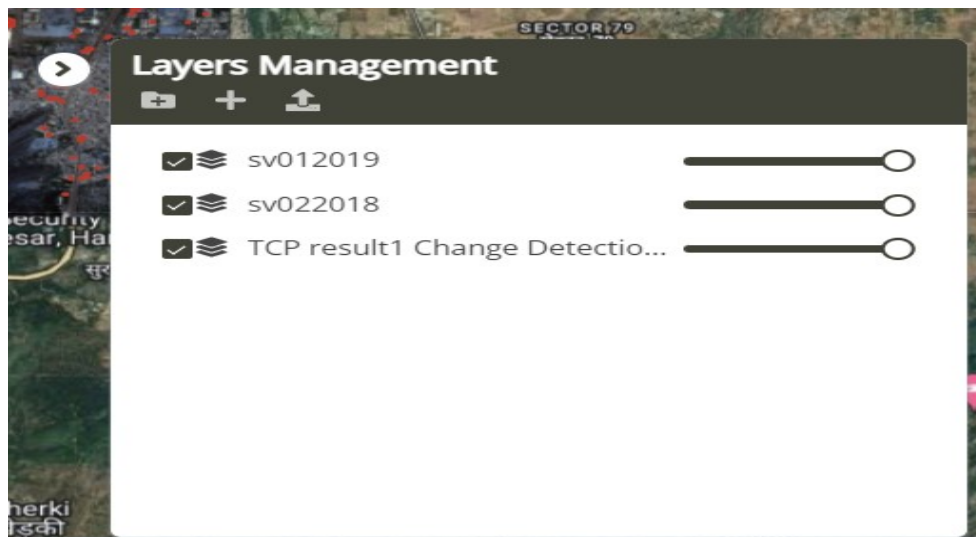 SECTOR 79
Layers Management
sv012019
sv022018
TCP result1 Change Detectio...
ecurity
esar, Ha
सुर
herki